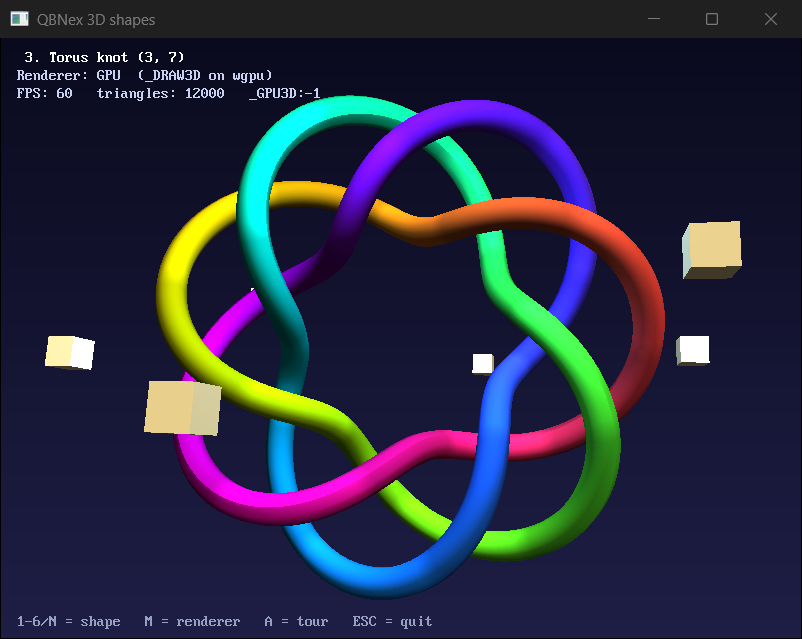 QBNex 3D shapes
3. Torus knot (3, 7)
Renderer: GPU  (_DRAW3D on wgpu)
FPS: 60   triangles: 12000   _GPU3D:-1
1-6/N = shape   M = renderer   A = tour   ESC = quit